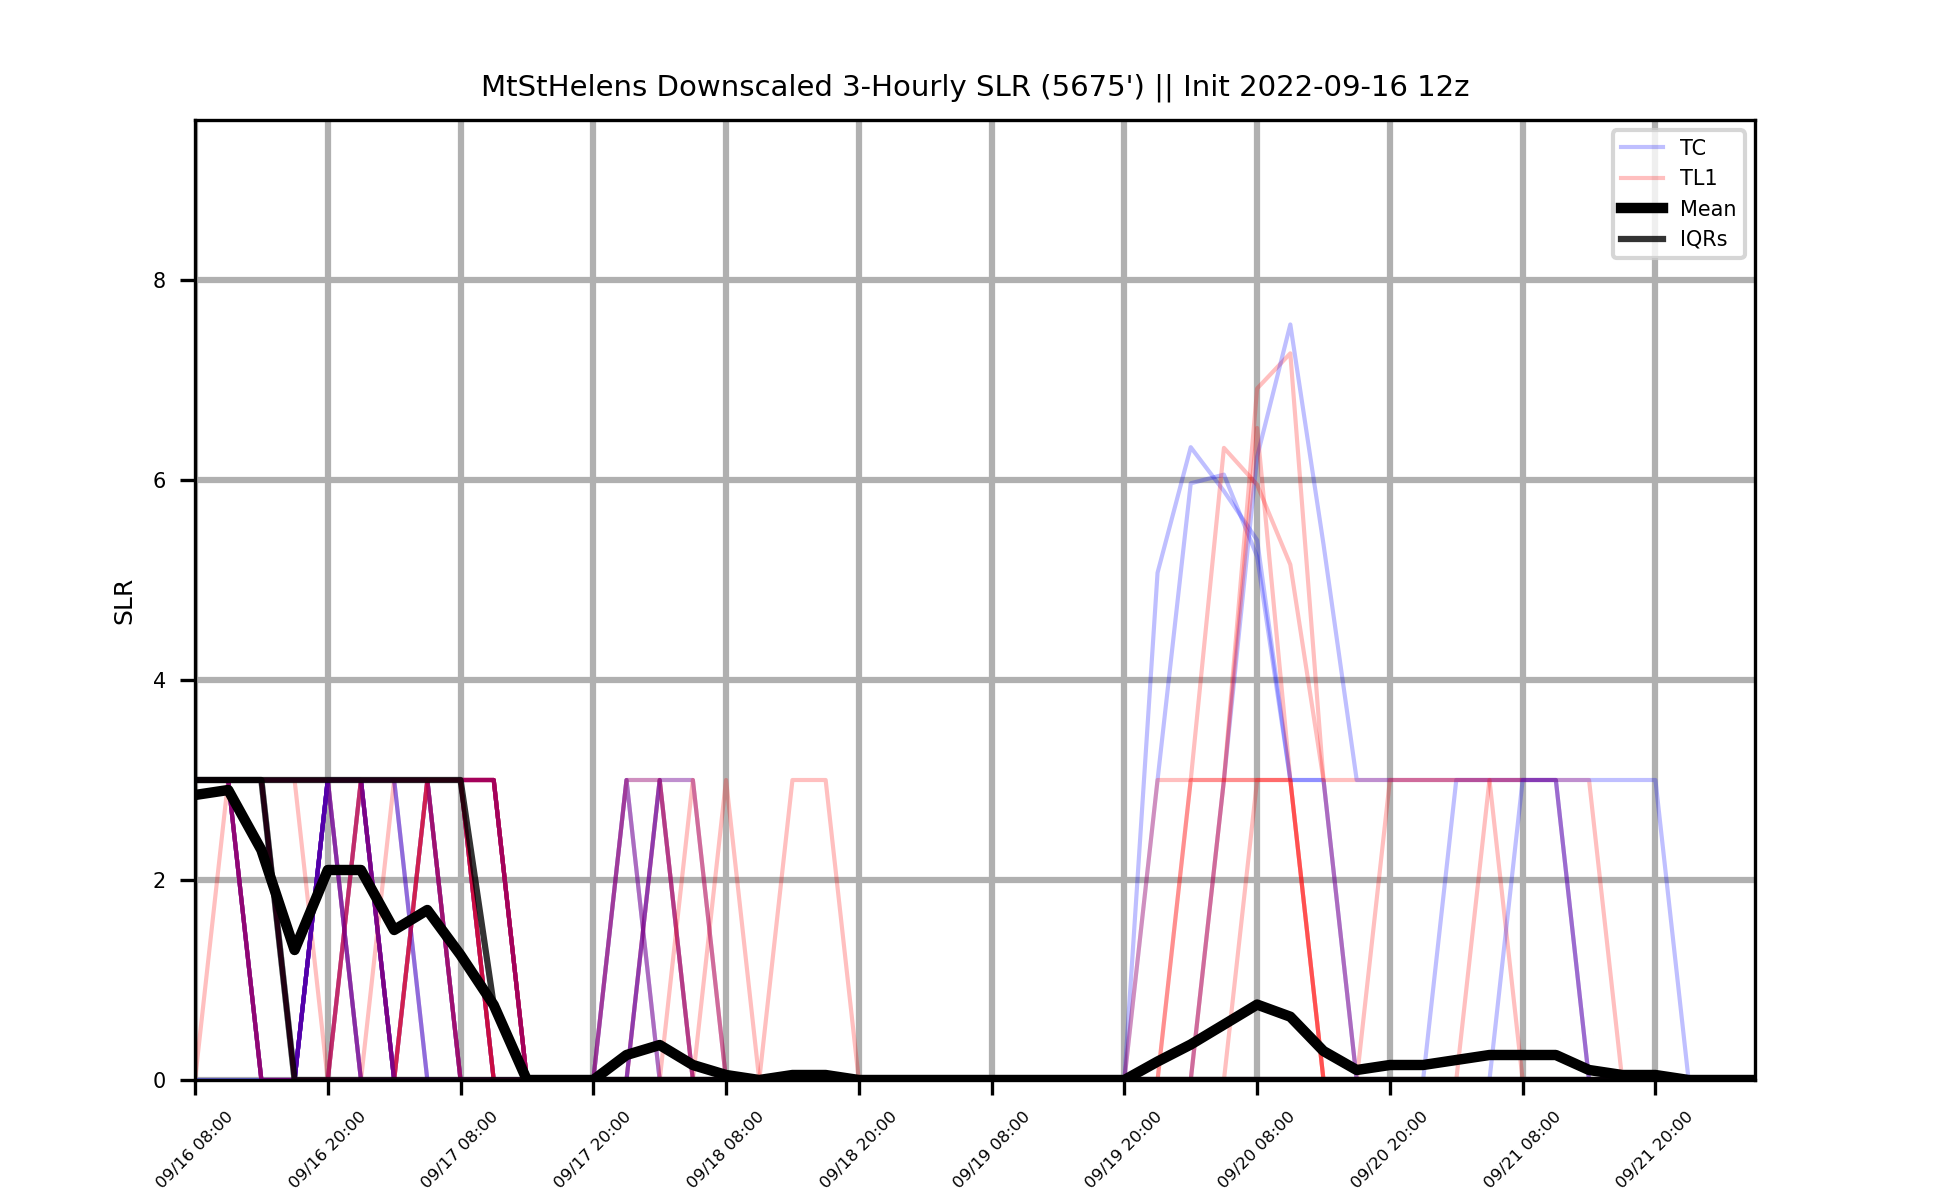 MtStHelens Downscaled 3-Hourly SLR (5675') || Init 2022-09-16 12z
TC
TL1
Mean
IQRs
SLR
8
6
4
2
0
09/16 08:00
09/16 20:00
09/17 08:00
09/17 20:00
09/18 08:00
09/18 20:00
09/19 08:00
09/19 20:00
09/20 08:00
09/20 20:00
09/21 08:00
09/21 20:00